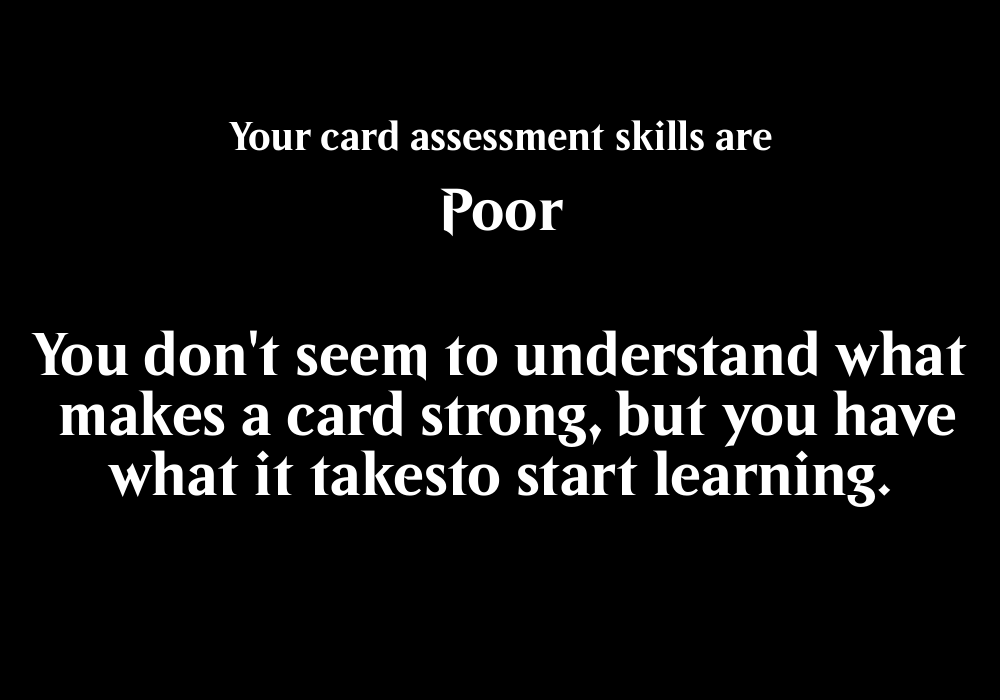 Your card assessment skills are
Poor
You don't seem to understand what
makes a card strong, but you have
what it takesto start learning.